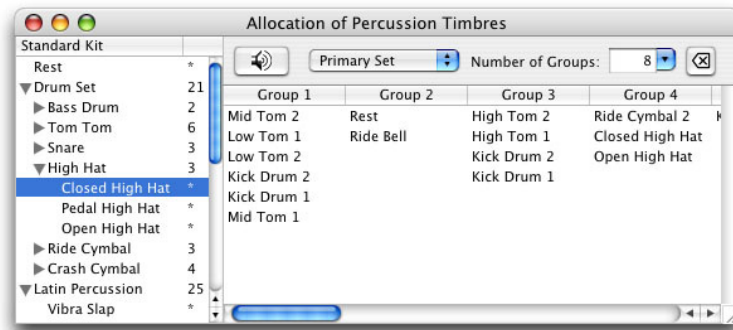 Allocation of Percussion Timbres
Standard Kit
Rest *
Drum Set 21
Bass Drum 2
Tom Tom 6
Snare 3
High Hat 3
Closed High Hat *
Pedal High Hat *
Open High Hat *
Ride Cymbal 3
Crash Cymbal 4
Latin Percussion 25
Vibra Slap *
Primary Set Number of Groups: 8
Group 1 Group 2 Group 3 Group 4
Mid Tom 2 Rest High Tom 2 Ride Cymbal 2
Low Tom 1 Ride Bell High Tom 1 Closed High Hat
Low Tom 2 Kick Drum 2 Open High Hat
Kick Drum 2 Kick Drum 1
Kick Drum 1
Mid Tom 1